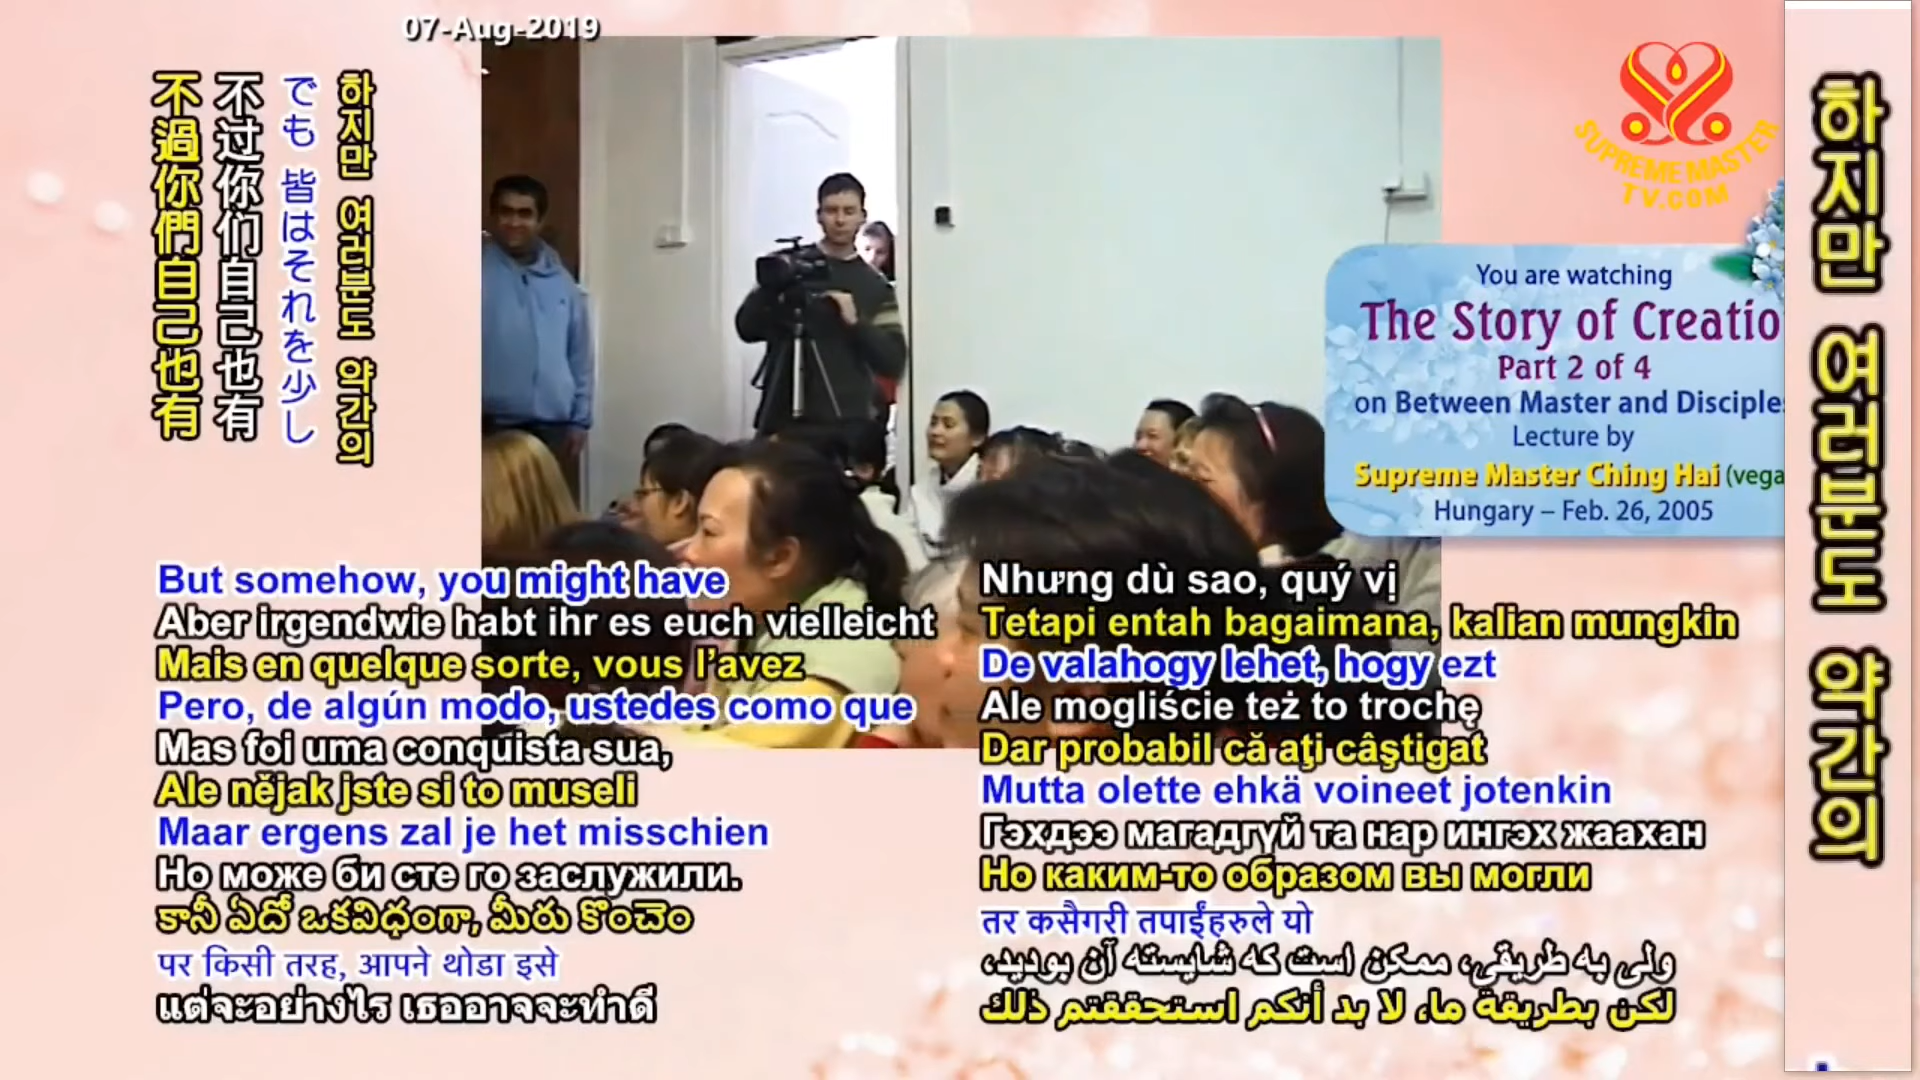 07-Aug-2019
하지만 여러분도 약간의
でも 皆はそれを少し
不过你们自己也有
不過你們自己也有
SUPREME MASTER
TV.COM
You are watching
The Story of Creatio
Part 2 of 4
on Between Master and Disciples
Lecture by
Supreme Master Ching Hai (vega
Hungary – Feb. 26, 2005
하지만 여러분도 약간의
But somehow, you might have
Aber irgendwie habt ihr es euch vielleicht
Mais en quelque sorte, vous l’avez
Pero, de algún modo, ustedes como que
Mas foi uma conquista sua,
Ale nějak jste si to museli
Maar ergens zal je het misschien
Но може би сте го заслужили.
కానీ ఏదో ఒకవిధంగా, మీరు కొంచెం
पर किसी तरह, आपने थोडा इसे
แต่จะอย่างไร เธออาจจะทำดี
Nhưng dù sao, quý vị
Tetapi entah bagaimana, kalian mungkin
De valahogy lehet, hogy ezt
Ale mogliście też to trochę
Dar probabil că aţi câştigat
Mutta olette ehkä voineet jotenkin
Гэхдээ магадгүй та нар ингэх жаахан
Но каким-то образом вы могли
तर कसैगरी तपाईंहरुले यो
ولی به طریقی، ممکن است که شایسته آن بودید،
لكن بطريقة ما، لا بد أنكم استحققتم ذلك